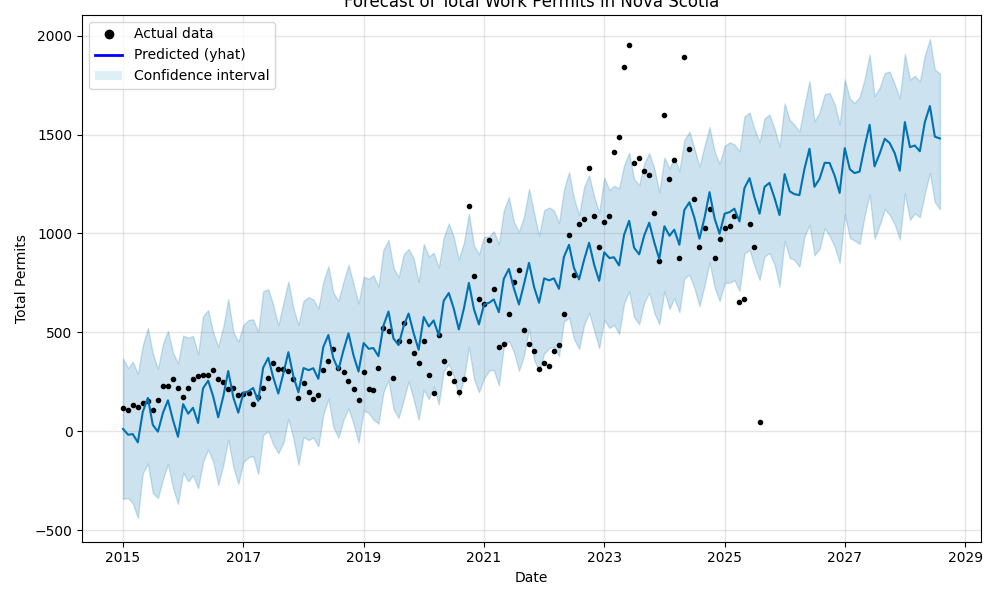 Forecast of Total Work Permits in Nova Scotia
Actual data
Predicted (yhat)
Confidence interval
Total Permits
2000
1500
1000
500
0
−500
2015 2017 2019 2021 2023 2025 2027 2029
Date